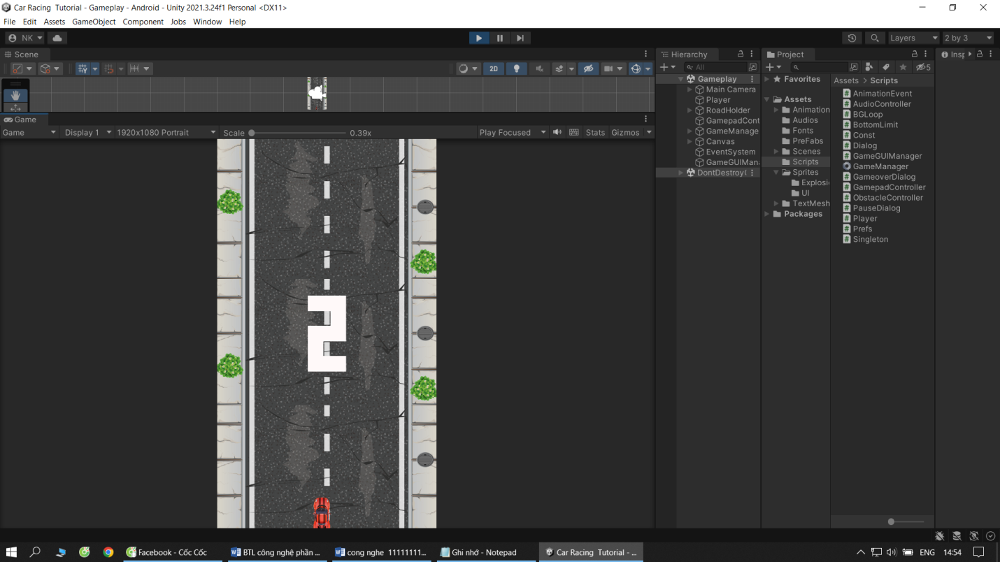 Car Racing Tutorial - Gameplay - Android - Unity 2021.3.24f1 Personal <DX11>
File Edit Assets GameObject Component Jobs Window Help
NK
Layers
2 by 3
Scene
2D
Game
Game
Display 1
1920x1080 Portrait
Scale
0.39x
Play Focused
Stats
Gizmos
2
Hierarchy
All
Gameplay
Main Camera
Player
RoadHolder
GamepadCont
GameManage
Canvas
EventSystem
GameGUIMana
DontDestroy(
Project
5
Favorites
Assets
Animation
Audios
Fonts
PreFabs
Scenes
Scripts
Sprites
Explosi
UI
TextMesh
Packages
Assets > Scripts
AnimationEvent
AudioController
BGLoop
BottomLimit
Const
Dialog
GameGUIManager
GameManager
GameoverDialog
GamepadController
ObstacleController
PauseDialog
Player
Prefs
Singleton
Insp
Facebook - Cốc Cốc
BTL công nghệ phần ...
cong nghe 11111111...
Ghi nhớ - Notepad
Car Racing Tutorial - ...
ENG
14:54